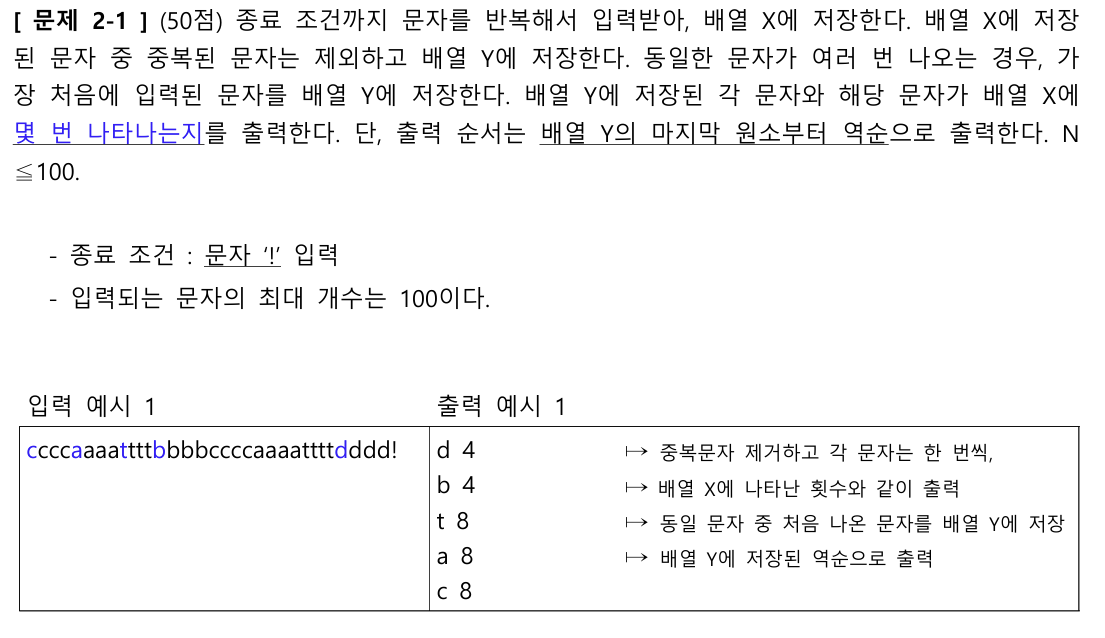 [ 문제 2-1 ] (50점) 종료 조건까지 문자를 반복해서 입력받아, 배열 X에 저장한다. 배열 X에 저장
된 문자 중 중복된 문자는 제외하고 배열 Y에 저장한다. 동일한 문자가 여러 번 나오는 경우, 가
장 처음에 입력된 문자를 배열 Y에 저장한다. 배열 Y에 저장된 각 문자와 해당 문자가 배열 X에
몇 번 나타나는지를 출력한다. 단, 출력 순서는 배열 Y의 마지막 원소부터 역순으로 출력한다. N
≦100.
- 종료 조건 : 문자 ‘!’ 입력
- 입력되는 문자의 최대 개수는 100이다.
입력 예시 1
출력 예시 1
ccccaaaattttbbbbccccaaaattttdddd!
d 4 ↦ 중복문자 제거하고 각 문자는 한 번씩,
b 4 ↦ 배열 X에 나타난 횟수와 같이 출력
t 8 ↦ 동일 문자 중 처음 나온 문자를 배열 Y에 저장
a 8 ↦ 배열 Y에 저장된 역순으로 출력
c 8